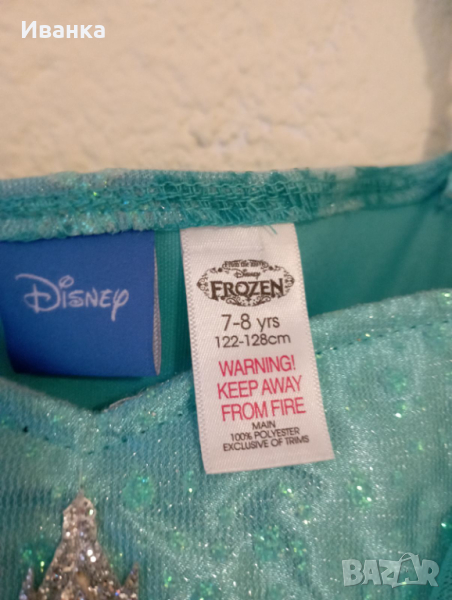 Иванка
Disney
Disney
FROZEN
7-8 yrs
122-128cm
WARNING!
KEEP AWAY
FROM FIRE
MAIN
100% POLYESTER
EXCLUSIVE OF TRIMS
BAZAR